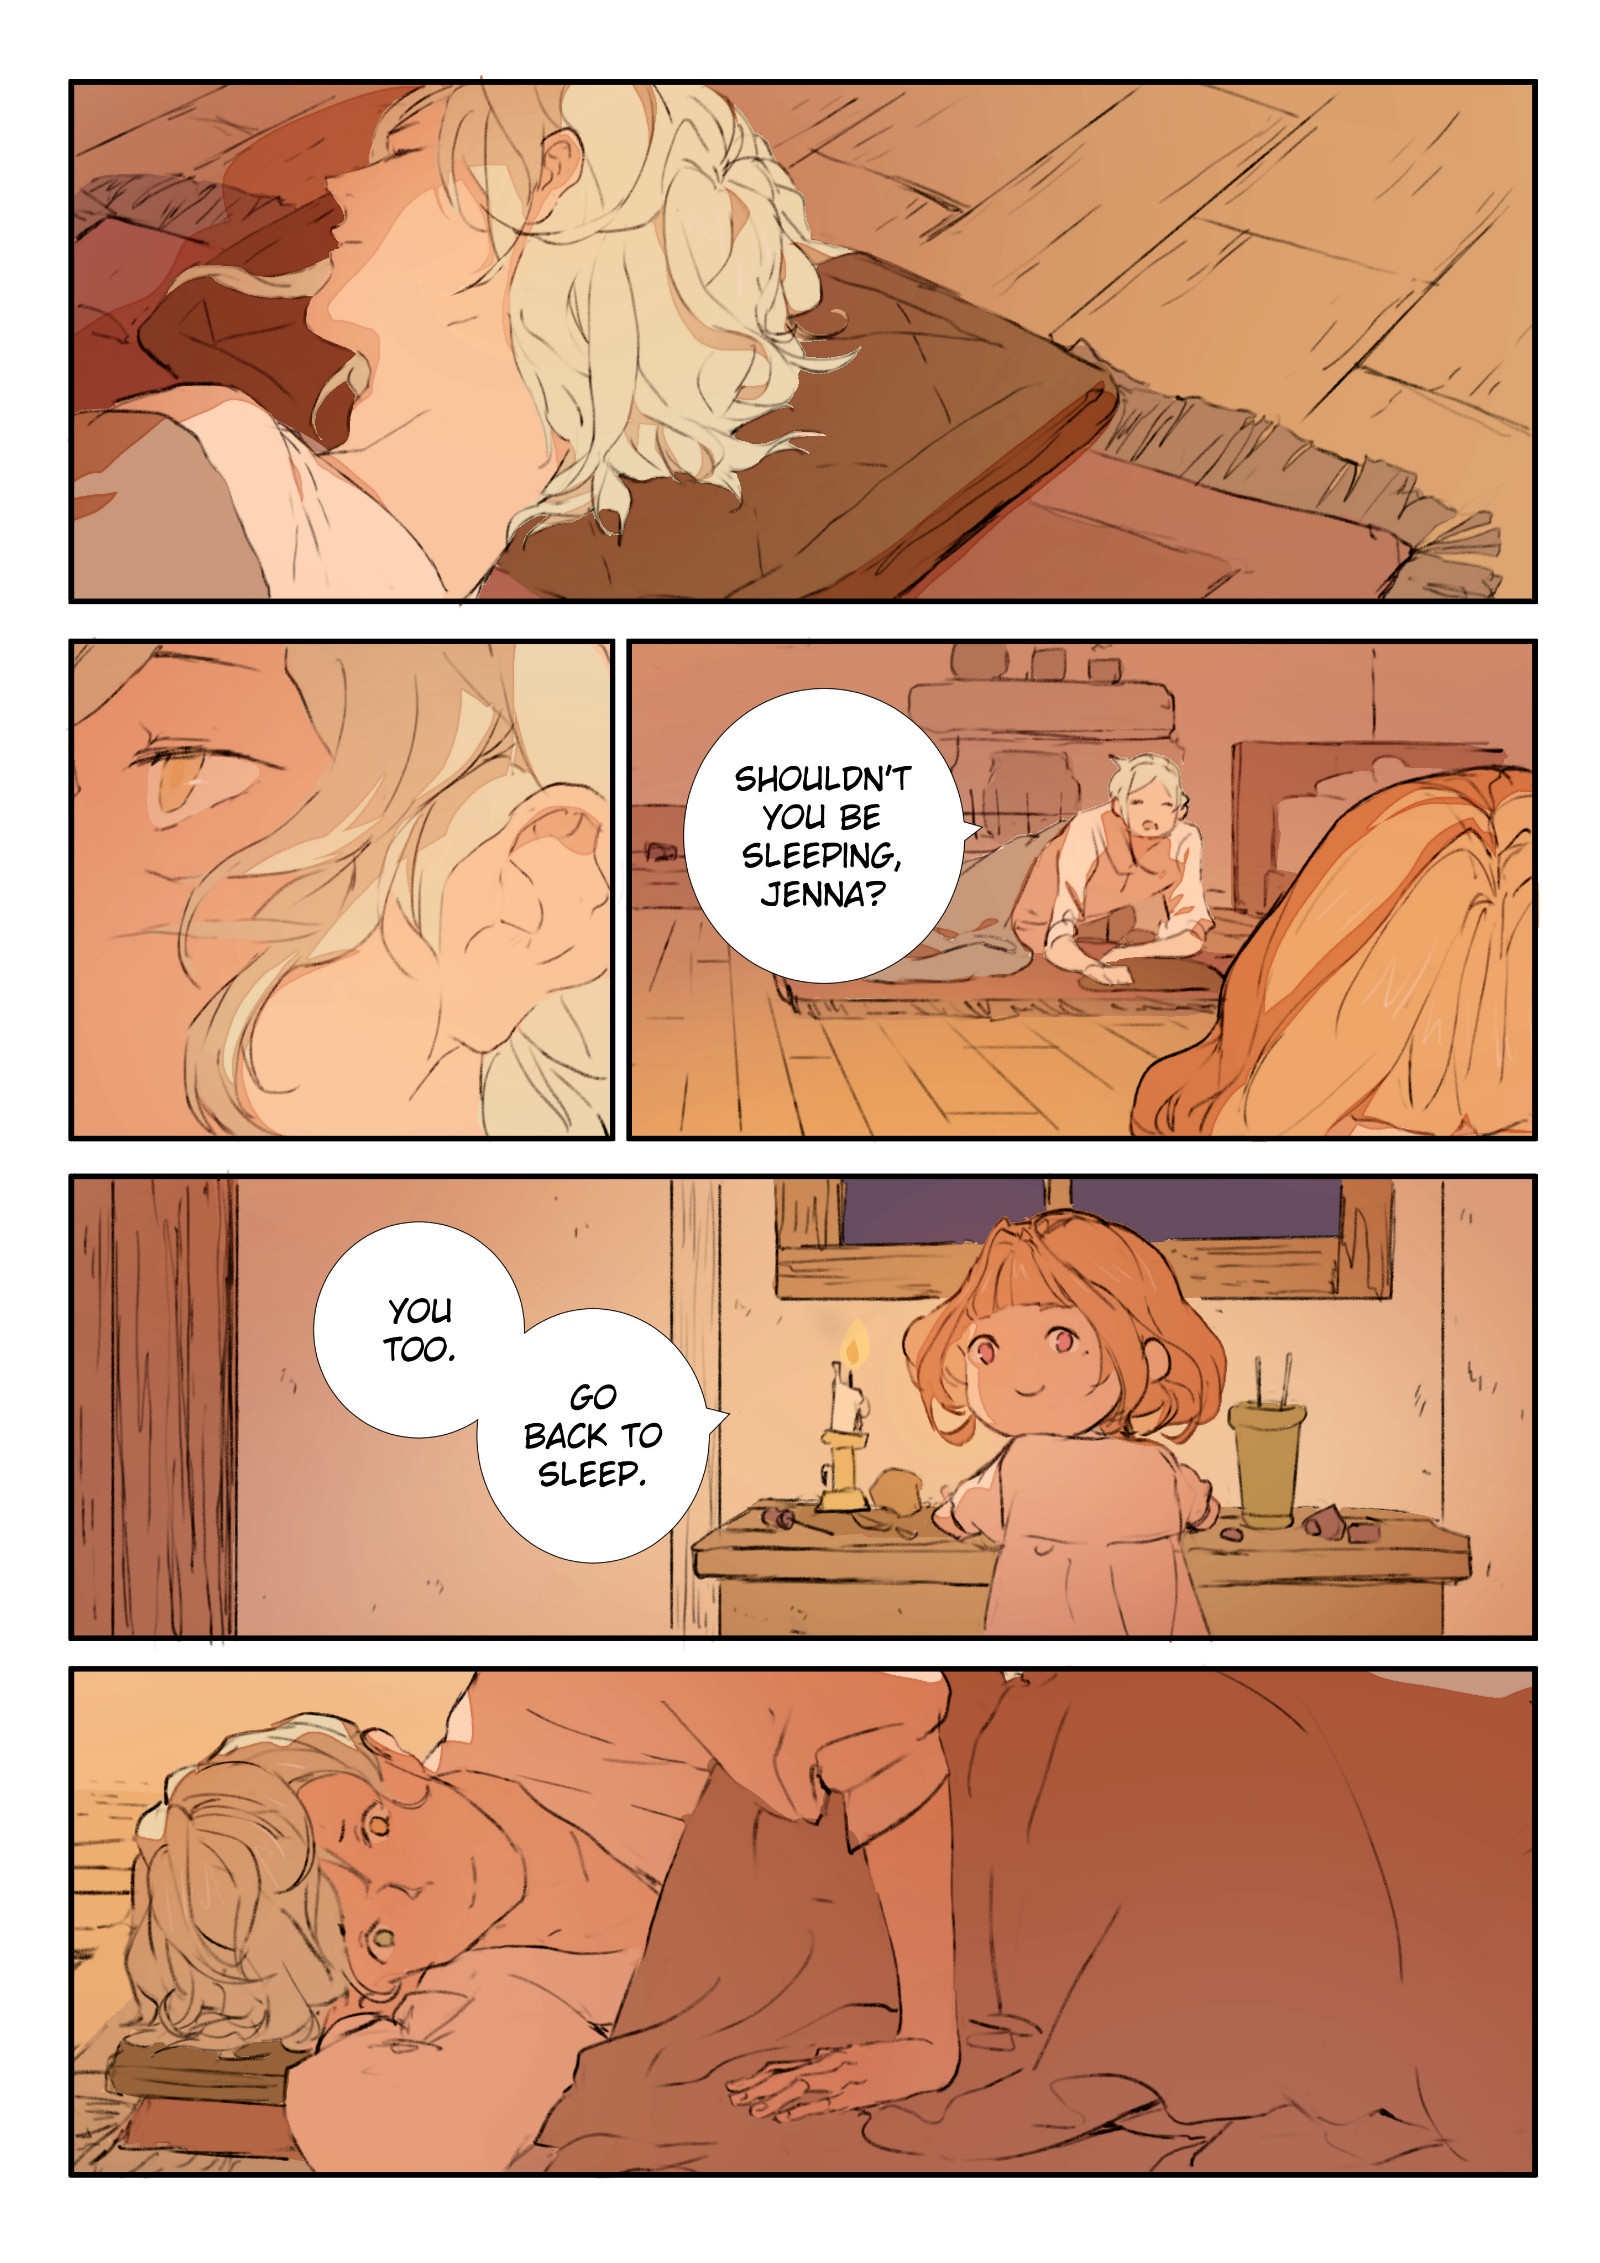 SHOULDN'T
YOU BE
SLEEPING,
JENNA?
YOU
TOO.
GO
BACK TO
SLEEP.